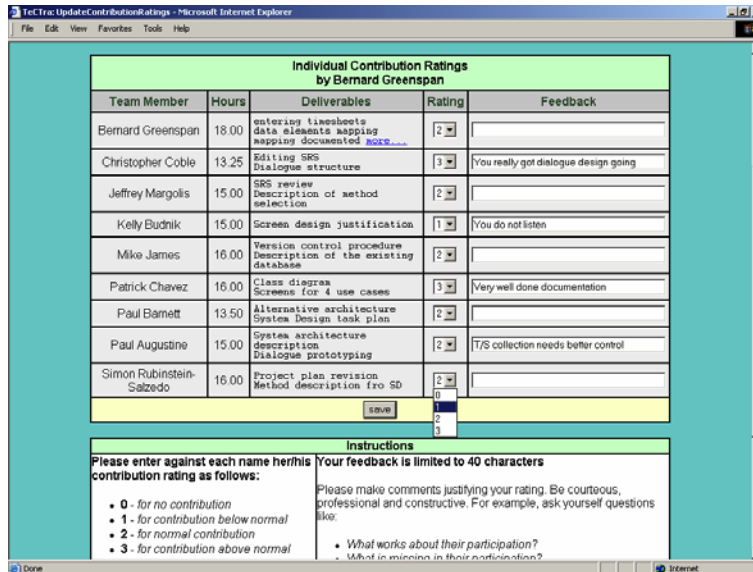 TeCTra: UpdateContributionRatings - Microsoft Internet Explorer
File Edit View Favorites Tools Help
Individual Contribution Ratings
by Bernard Greenspan
Team Member Hours Deliverables Rating Feedback
Bernard Greenspan 18.00 entering timesheets
data elements mapping
mapping documented more... 2
Christopher Coble 13.25 Editing SRS
Dialogue structure 3 You really got dialogue design going
Jeffrey Margolis 15.00 SRS review
Description of method
selection 2
Kelly Budnik 15.00 Screen design justification 1 You do not listen
Mike James 16.00 Version control procedure
Description of the existing
database 2
Patrick Chavez 16.00 Class diagram
Screens for 4 use cases 3 Very well done documentation
Paul Barnett 13.50 Alternative architecture
System Design task plan 2
Paul Augustine 15.00 System architecture
description
Dialogue prototyping 2 T/S collection needs better control
Simon Rubinstein-
Salzedo 16.00 Project plan revision
Method description fro SD 2
0
1
2
3
save
Instructions
Please enter against each name her/his
contribution rating as follows:
0 - for no contribution
1 - for contribution below normal
2 - for normal contribution
3 - for contribution above normal
Your feedback is limited to 40 characters
Please make comments justifying your rating. Be courteous,
professional and constructive. For example, ask yourself questions
like:
What works about their participation?
What is missing in their participation?
Done Internet